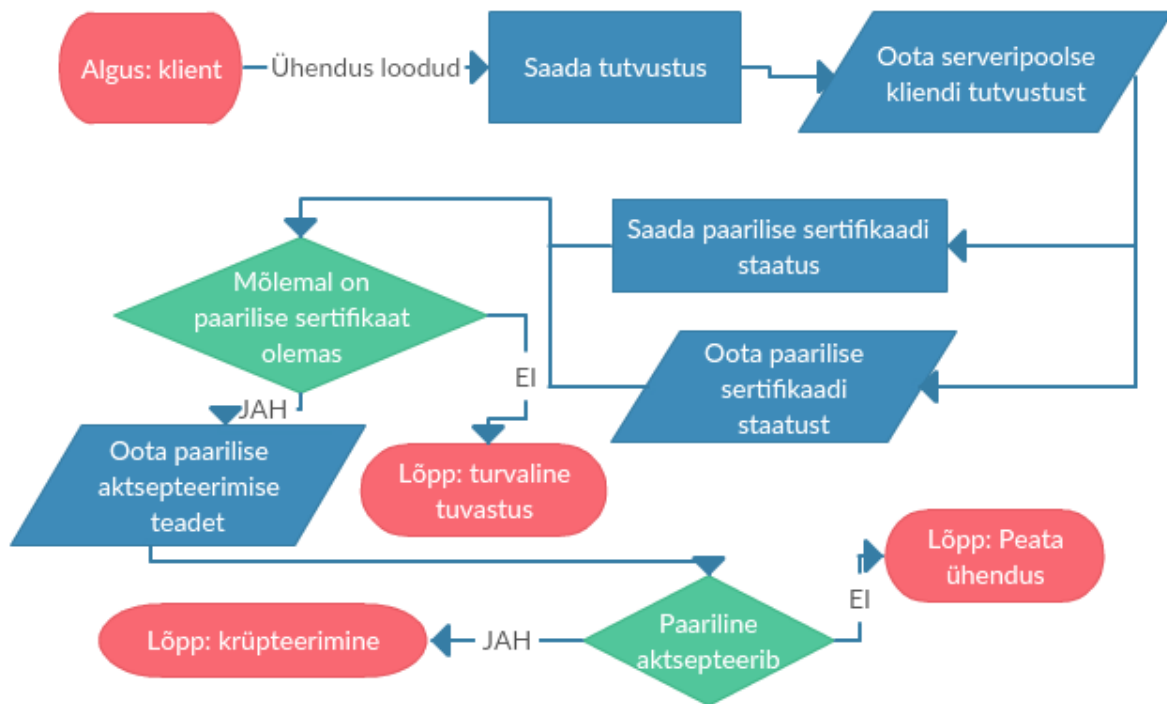 Algus: klient
Ühendus loodud
Saada tutvustus
Oota serveripoolse
kliendi tutvustust
Saada paarilise sertifikaadi
staatus
Mõlemal on
paarilise sertifikaat
olemas
Oota paarilise
sertifikaadi
staatust
EI
JAH
Oota paarilise
aktsepteerimise
teadet
Lõpp: turvaline
tuvastus
Lõpp: Peata
ühendus
EI
Paariline
aktsepteerib
JAH
Lõpp: krüpteerimine